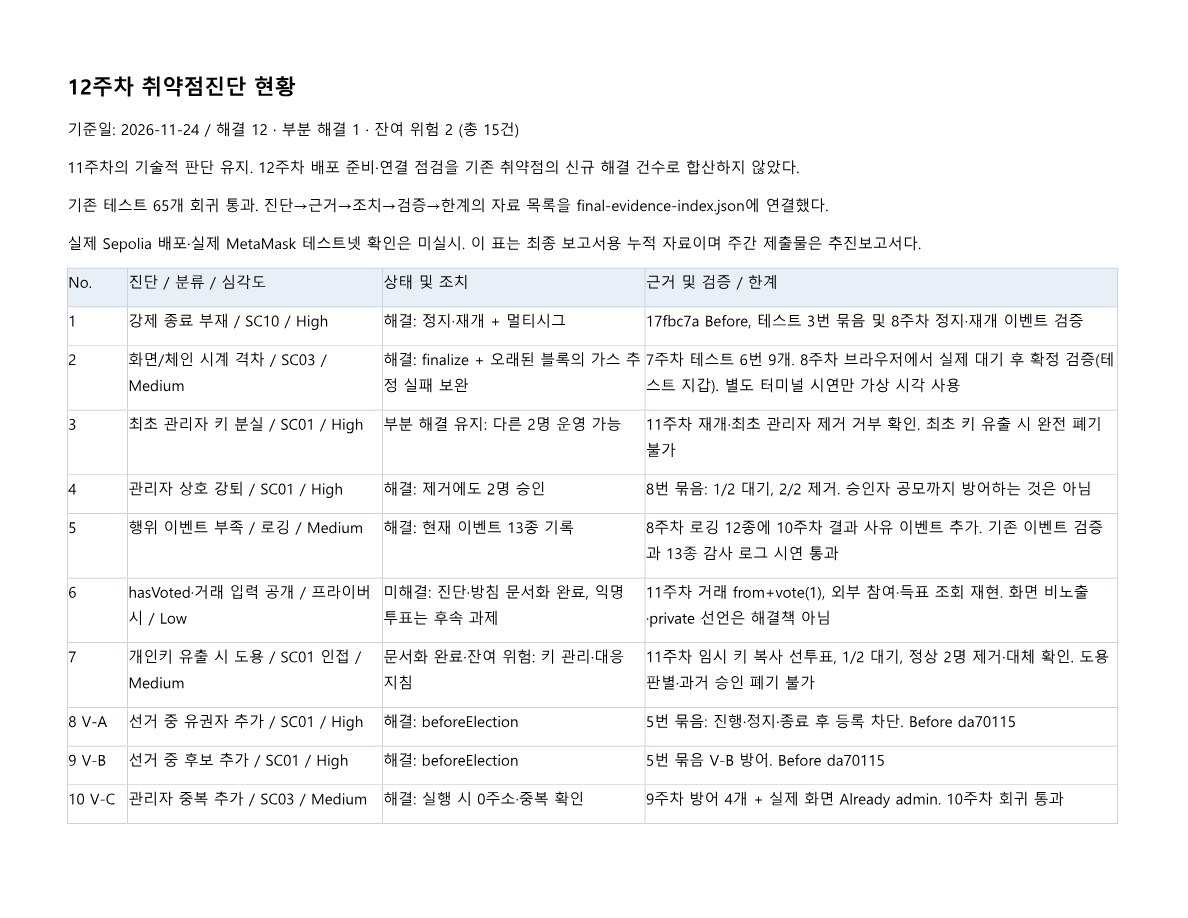 12주차 취약점진단 현황
기준일: 2026-11-24 / 해결 12 · 부분 해결 1 · 잔여 위험 2 (총 15건)
11주차의 기술적 판단 유지. 12주차 배포 준비·연결 점검을 기존 취약점의 신규 해결 건수로 합산하지 않았다.
기존 테스트 65개 회귀 통과. 진단→근거→조치→검증→한계의 자료 목록을 final-evidence-index.json에 연결했다.
실제 Sepolia 배포·실제 MetaMask 테스트넷 확인은 미실시. 이 표는 최종 보고서용 누적 자료이며 주간 제출물은 추진보고서다.
No. 진단 / 분류 / 심각도 상태 및 조치 근거 및 검증 / 한계
1 강제 종료 부재 / SC10 / High 해결: 정지·재개 + 멀티시그 17fbc7a Before, 테스트 3번 묶음 및 8주차 정지·재개 이벤트 검증
2 화면/체인 시계 격차 / SC03 / 해결: finalize + 오래된 블록의 가스 추 7주차 테스트 6번 9개. 8주차 브라우저에서 실제 대기 후 확정 검증(테
Medium 정 실패 보완 스트 지갑). 별도 터미널 시연만 가상 시각 사용
3 최초 관리자 키 분실 / SC01 / High 부분 해결 유지: 다른 2명 운영 가능 11주차 재개·최초 관리자 제거 거부 확인. 최초 키 유출 시 완전 폐기
불가
4 관리자 상호 강퇴 / SC01 / High 해결: 제거에도 2명 승인 8번 묶음: 1/2 대기, 2/2 제거. 승인자 공모까지 방어하는 것은 아님
5 행위 이벤트 부족 / 로깅 / Medium 해결: 현재 이벤트 13종 기록 8주차 로깅 12종에 10주차 결과 사유 이벤트 추가. 기존 이벤트 검증
과 13종 감사 로그 시연 통과
6 hasVoted·거래 입력 공개 / 프라이버 미해결: 진단·방침 문서화 완료, 익명 11주차 거래 from+vote(1), 외부 참여·득표 조회 재현. 화면 비노출
시 / Low 투표는 후속 과제 ·private 선언은 해결책 아님
7 개인키 유출 시 도용 / SC01 인접 / 문서화 완료·잔여 위험: 키 관리·대응 11주차 임시 키 복사 선투표, 1/2 대기, 정상 2명 제거·대체 확인. 도용
Medium 지침 판별·과거 승인 폐기 불가
8 V-A 선거 중 유권자 추가 / SC01 / High 해결: beforeElection 5번 묶음: 진행·정지·종료 후 등록 차단. Before da70115
9 V-B 선거 중 후보 추가 / SC01 / High 해결: beforeElection 5번 묶음 V-B 방어. Before da70115
10 V-C 관리자 중복 추가 / SC03 / Medium 해결: 실행 시 0주소·중복 확인 9주차 방어 4개 + 실제 화면 Already admin. 10주차 회귀 통과